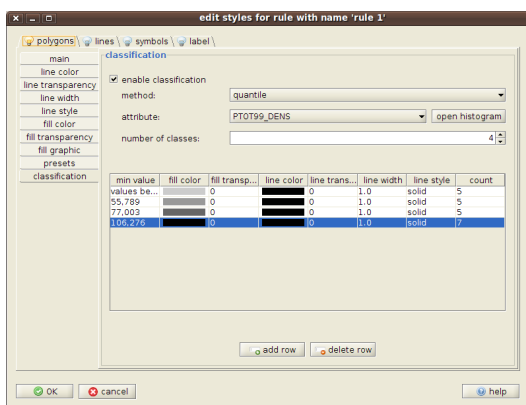 edit styles for rule with name 'rule 1'
polygons lines symbols label
main
line color
line transparency
line width
line style
fill color
fill transparency
fill graphic
presets
classification
classification
enable classification
method: quantile
attribute: PTOT99_DENS open histogram
number of classes: 4
min value fill color fill transp... line color line trans... line width line style count
values be... 0 0 1.0 solid 5
55,789 0 0 1.0 solid 5
77,003 0 0 1.0 solid 5
106,276 0 0 1.0 solid 7
add row delete row
OK cancel help